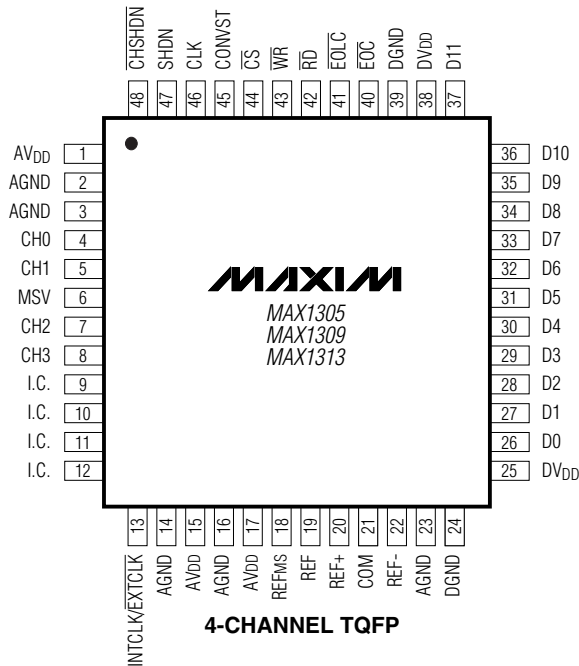 CHSHDN
SHDN
CLK
CONVST
CS
WR
RD
EOLC
EOC
DGND
DVDD
D11
48 47 46 45 44 43 42 41 40 39 38 37
AVDD 1
AGND 2
AGND 3
CH0 4
CH1 5
MSV 6
CH2 7
CH3 8
I.C. 9
I.C. 10
I.C. 11
I.C. 12
MAXIM
MAX1305
MAX1309
MAX1313
36 D10
35 D9
34 D8
33 D7
32 D6
31 D5
30 D4
29 D3
28 D2
27 D1
26 D0
25 DVDD
13 14 15 16 17 18 19 20 21 22 23 24
INTCLK/EXTCLK
AGND
AVDD
AGND
AVDD
REFMS
REF
REF+
COM
REF-
AGND
DGND
4-CHANNEL TQFP